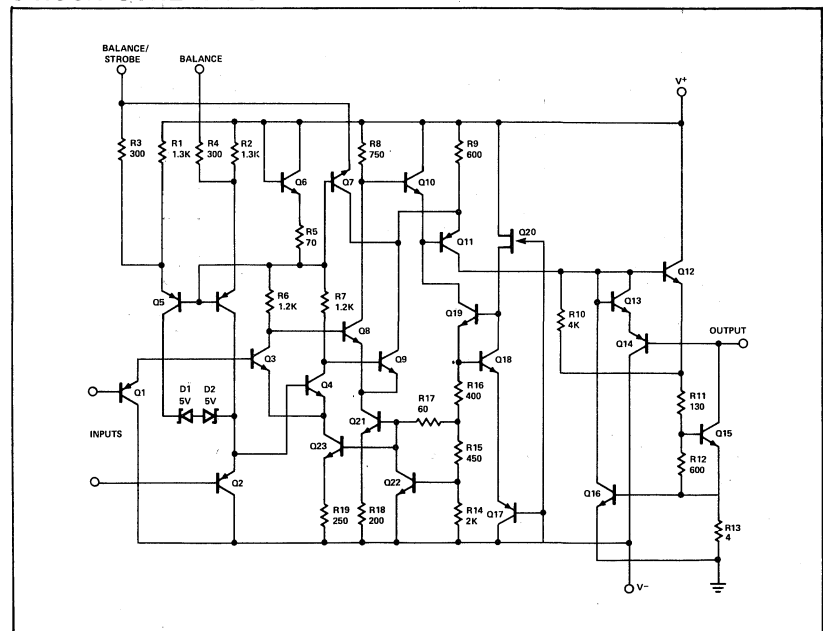 BALANCE/
STROBE
BALANCE
V+
R3
300
R1
1.3K
R4
300
R2
1.3K
Q6
R8
750
Q7
Q10
R9
600
Q20
R5
70
Q11
Q5
R6
1.2K
R7
1.2K
Q8
Q19
R10
4K
Q13
Q12
Q14
OUTPUT
Q3
Q9
Q18
Q1
D1
5V
D2
5V
Q4
R17
60
R16
400
R11
130
INPUTS
Q21
Q15
Q23
R15
450
R12
600
Q2
Q22
Q16
R19
250
R18
200
R14
2K
Q17
R13
4
V-